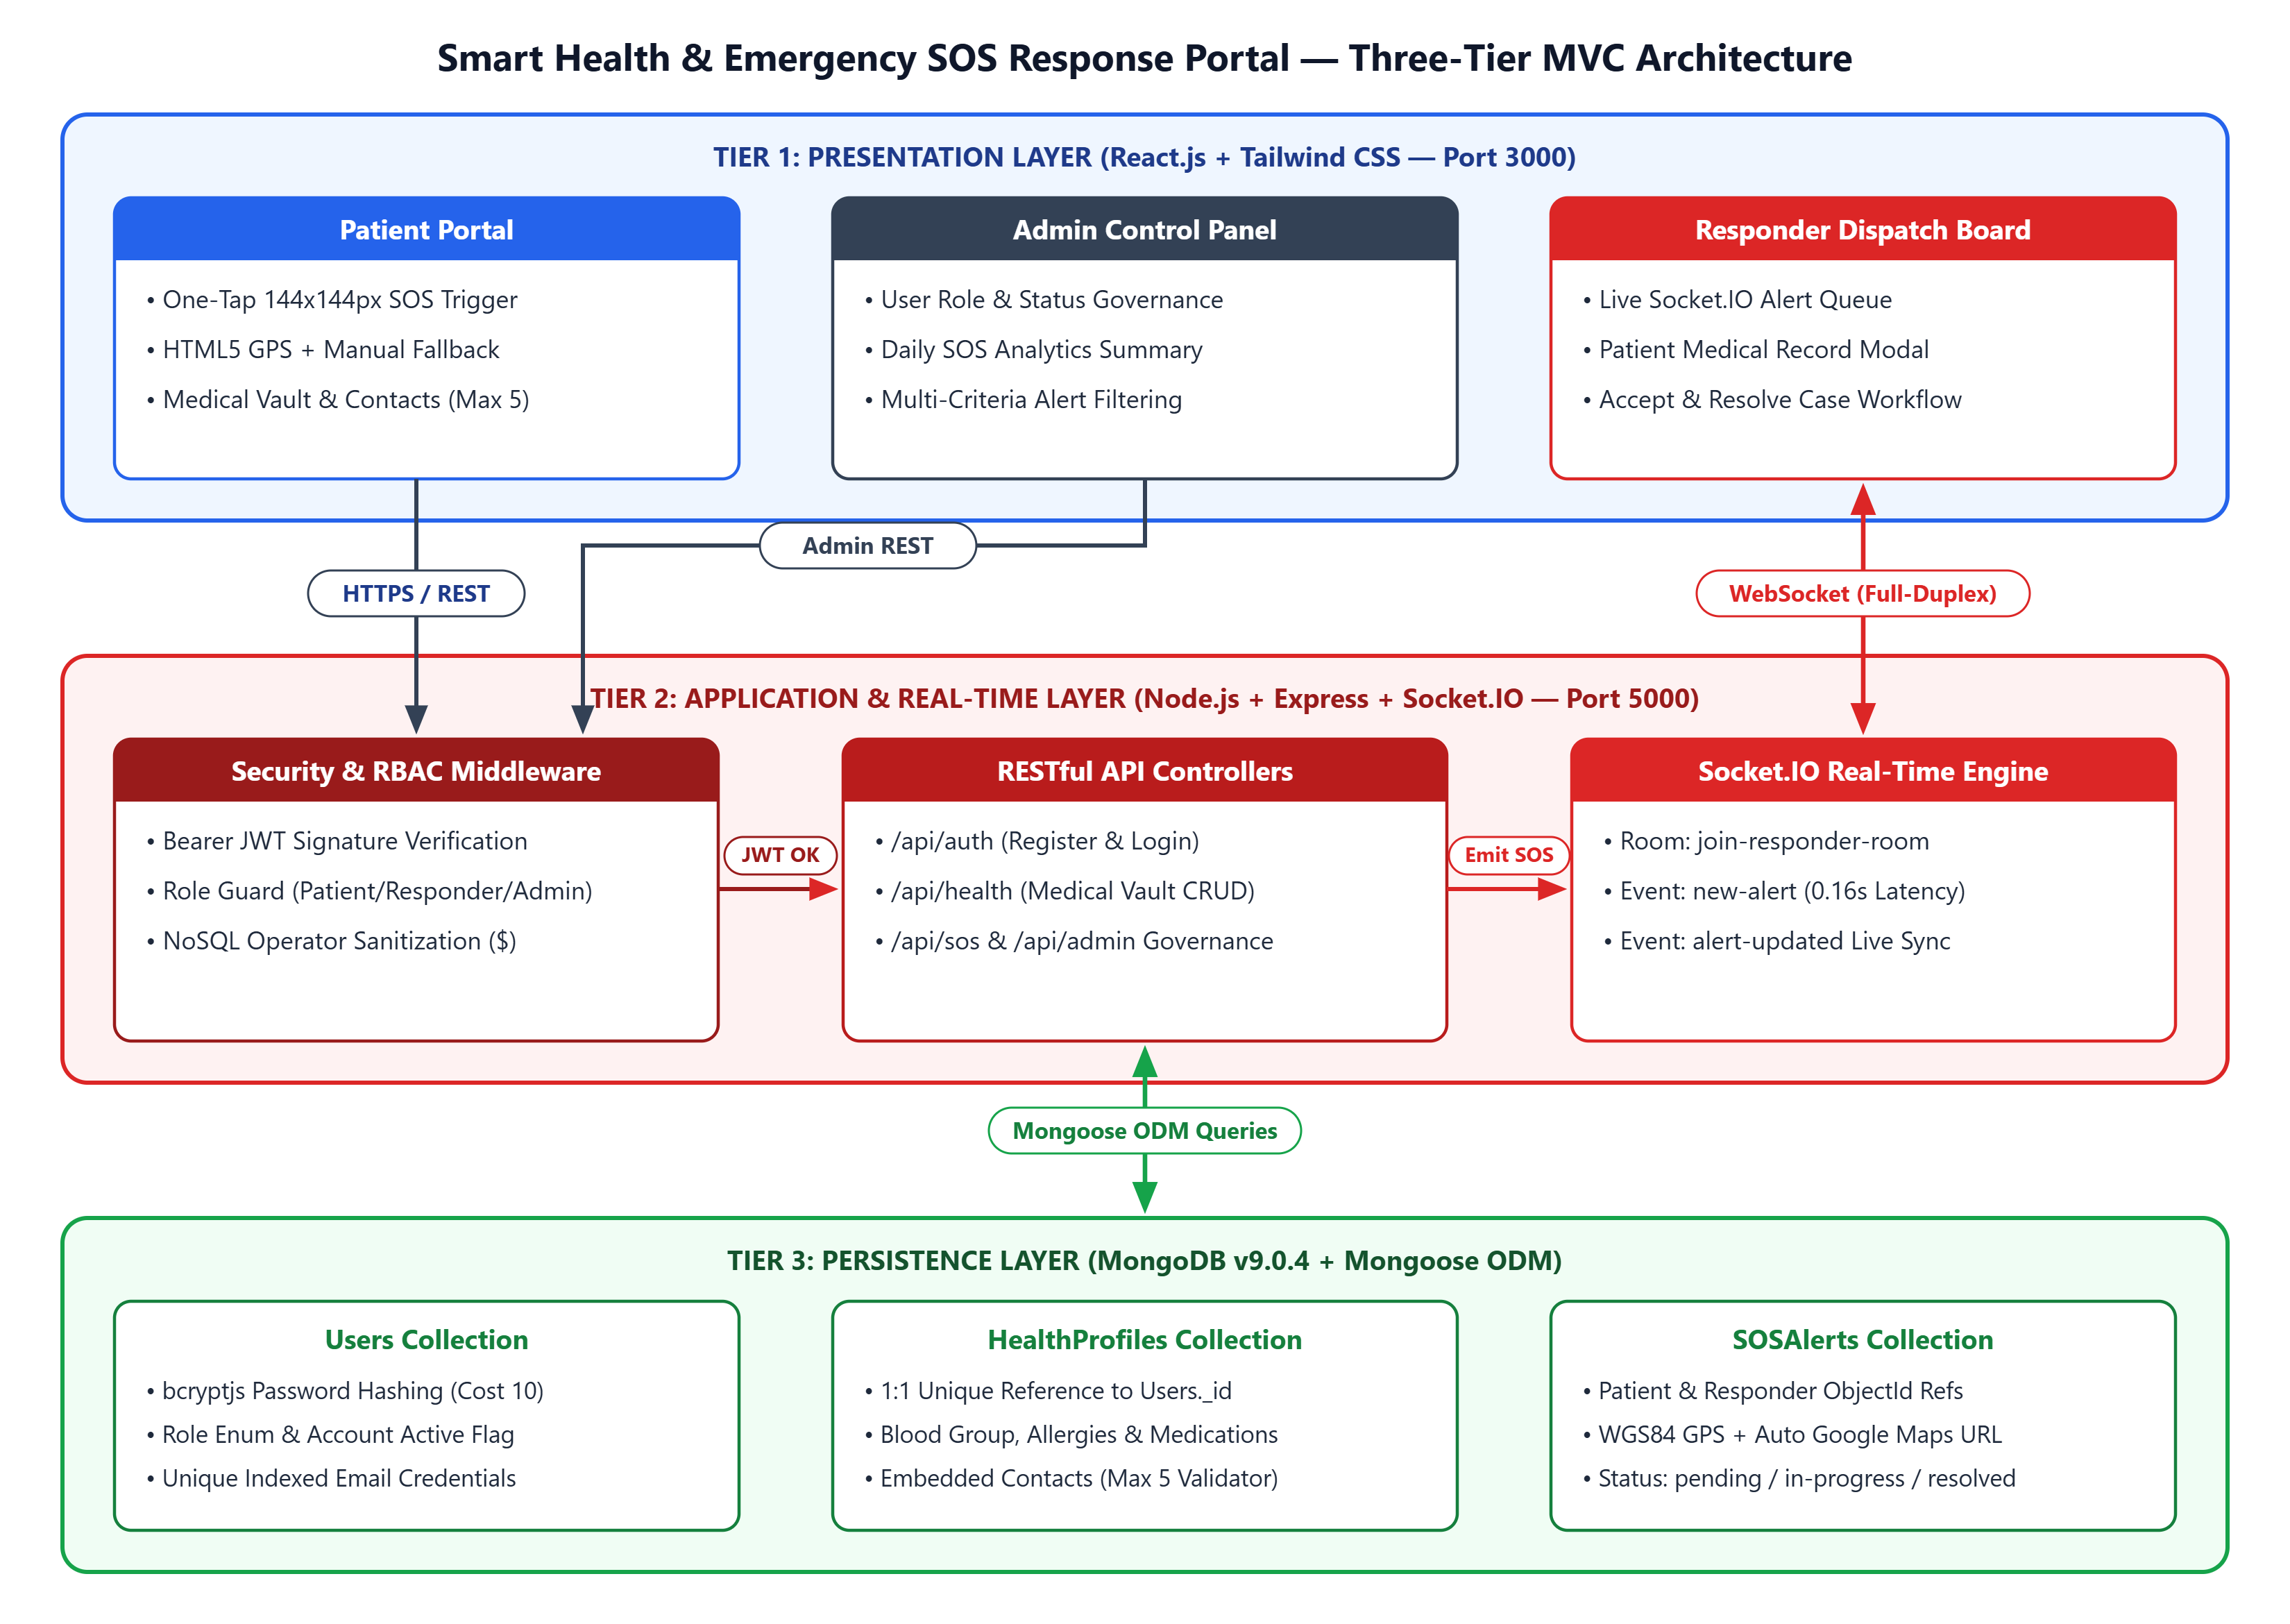 Smart Health & Emergency SOS Response Portal — Three-Tier MVC Architecture
TIER 1: PRESENTATION LAYER (React.js + Tailwind CSS — Port 3000)
Patient Portal
• One-Tap 144x144px SOS Trigger
• HTML5 GPS + Manual Fallback
• Medical Vault & Contacts (Max 5)
Admin Control Panel
• User Role & Status Governance
• Daily SOS Analytics Summary
• Multi-Criteria Alert Filtering
Responder Dispatch Board
• Live Socket.IO Alert Queue
• Patient Medical Record Modal
• Accept & Resolve Case Workflow
Admin REST
HTTPS / REST
WebSocket (Full-Duplex)
TIER 2: APPLICATION & REAL-TIME LAYER (Node.js + Express + Socket.IO — Port 5000)
Security & RBAC Middleware
• Bearer JWT Signature Verification
• Role Guard (Patient/Responder/Admin)
• NoSQL Operator Sanitization ($)
JWT OK
RESTful API Controllers
• /api/auth (Register & Login)
• /api/health (Medical Vault CRUD)
• /api/sos & /api/admin Governance
Emit SOS
Socket.IO Real-Time Engine
• Room: join-responder-room
• Event: new-alert (0.16s Latency)
• Event: alert-updated Live Sync
Mongoose ODM Queries
TIER 3: PERSISTENCE LAYER (MongoDB v9.0.4 + Mongoose ODM)
Users Collection
• bcryptjs Password Hashing (Cost 10)
• Role Enum & Account Active Flag
• Unique Indexed Email Credentials
HealthProfiles Collection
• 1:1 Unique Reference to Users._id
• Blood Group, Allergies & Medications
• Embedded Contacts (Max 5 Validator)
SOSAlerts Collection
• Patient & Responder ObjectId Refs
• WGS84 GPS + Auto Google Maps URL
• Status: pending / in-progress / resolved